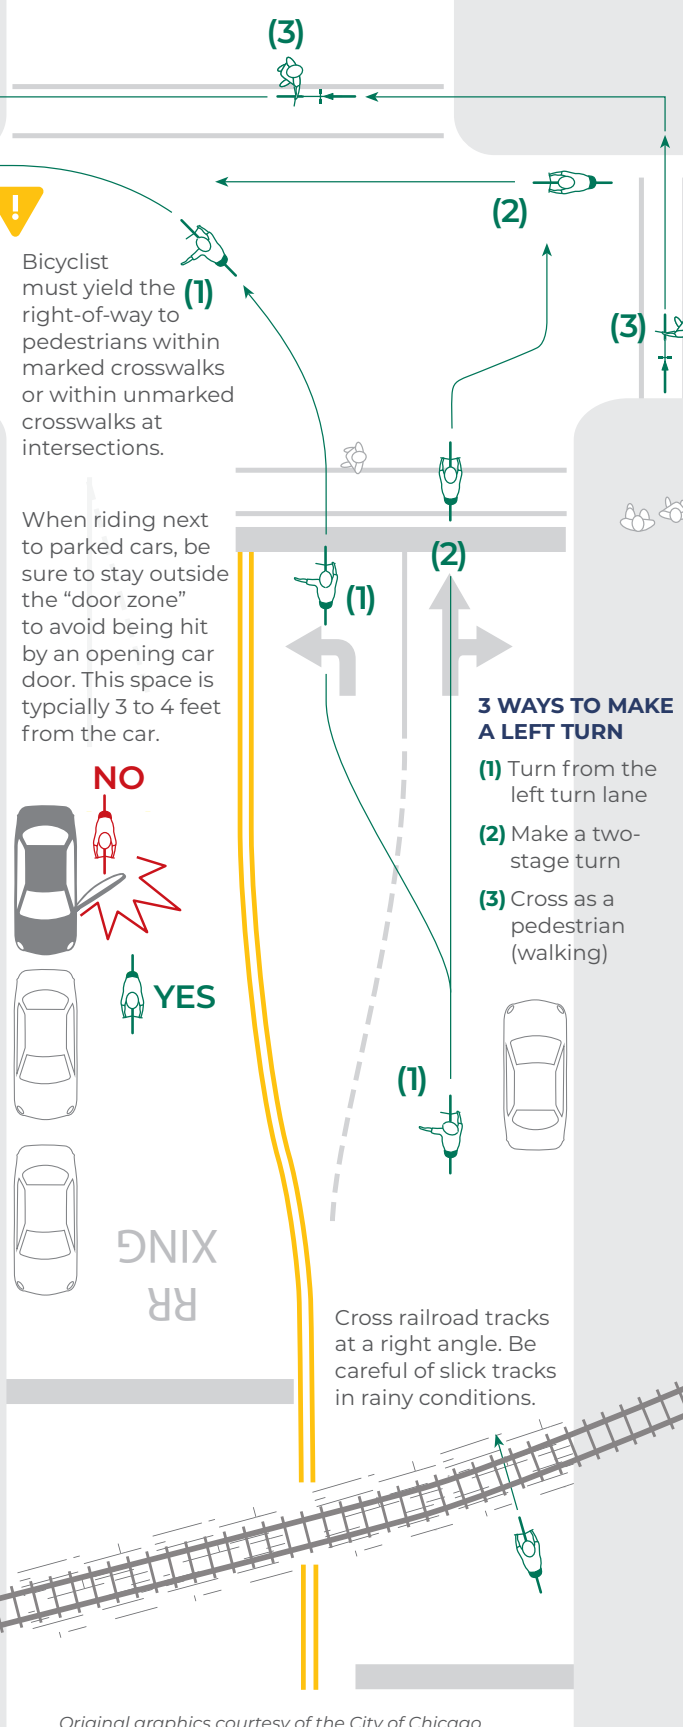 (3)
!
(2)
Bicyclist
must yield the
right-of-way to
pedestrians within
marked crosswalks
or within unmarked
crosswalks at
intersections.
(1)
(3)
When riding next
to parked cars, be
sure to stay outside
the “door zone”
to avoid being hit
by an opening car
door. This space is
typcially 3 to 4 feet
from the car.
(2)
(1)
3 WAYS TO MAKE
A LEFT TURN
(1) Turn from the
left turn lane
(2) Make a two-
stage turn
(3) Cross as a
pedestrian
(walking)
NO
YES
(1)
XING
RR
Cross railroad tracks
at a right angle. Be
careful of slick tracks
in rainy conditions.
Original graphics courtesy of the City of Chicago